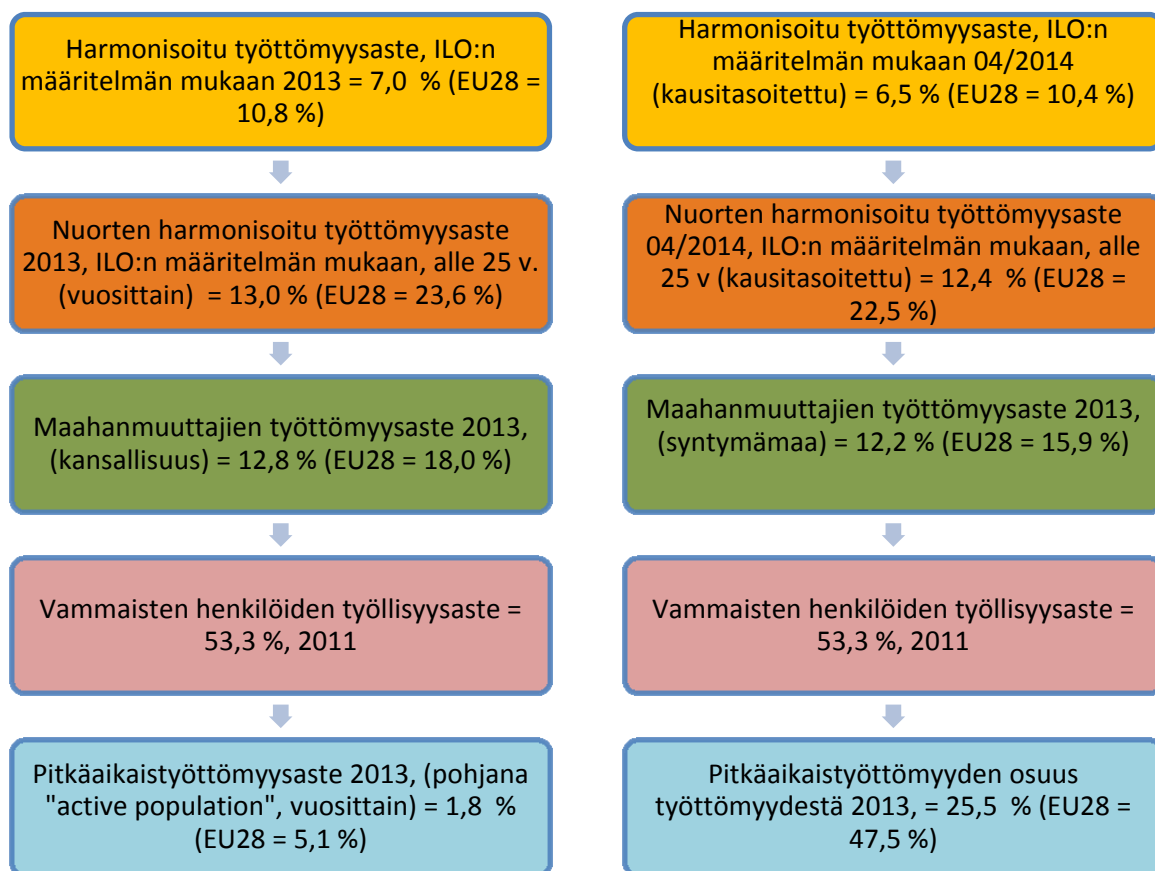 Harmonisoitu työttömyysaste, ILO:n
määritelmän mukaan 2013 = 7,0 % (EU28 =
10,8 %)
Nuorten harmonisoitu työttömyysaste
2013, ILO:n määritelmän mukaan, alle 25 v.
(vuosittain) = 13,0 % (EU28 = 23,6 %)
Maahanmuuttajien työttömyysaste 2013,
(kansallisuus) = 12,8 % (EU28 = 18,0 %)
Vammaisten henkilöiden työllisyysaste =
53,3 %, 2011
Pitkäaikaistyöttömyysaste 2013, (pohjana
"active population", vuosittain) = 1,8 %
(EU28 = 5,1 %)
Harmonisoitu työttömyysaste, ILO:n
määritelmän mukaan 04/2014
(kausitasoitettu) = 6,5 % (EU28 = 10,4 %)
Nuorten harmonisoitu työttömyysaste
04/2014, ILO:n määritelmän mukaan, alle
25 v (kausitasoitettu) = 12,4 % (EU28 =
22,5 %)
Maahanmuuttajien työttömyysaste 2013,
(syntymämaa) = 12,2 % (EU28 = 15,9 %)
Vammaisten henkilöiden työllisyysaste =
53,3 %, 2011
Pitkäaikaistyöttömyyden osuus
työttömyydestä 2013, = 25,5 % (EU28 =
47,5 %)